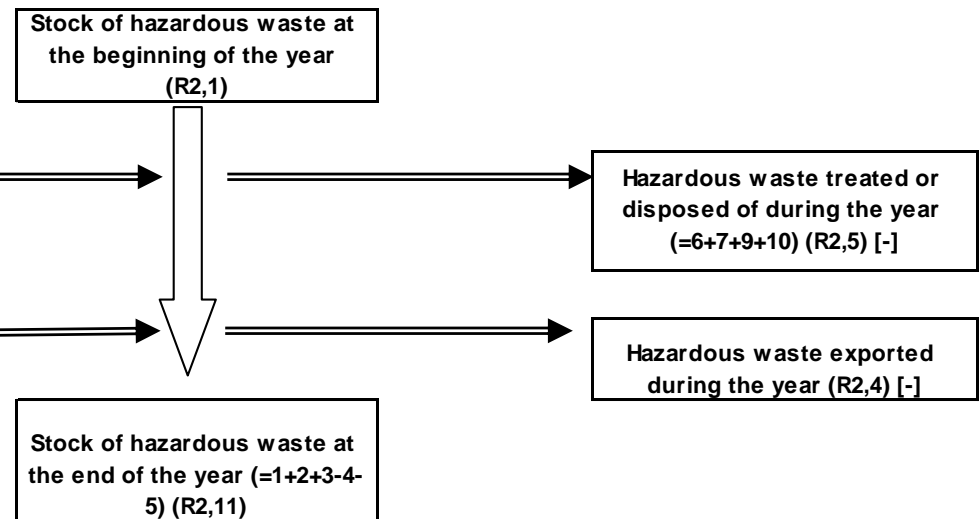 Stock of hazardous waste at
the beginning of the year
(R2,1)
Hazardous waste treated or
disposed of during the year
(=6+7+9+10) (R2,5) [-]
Hazardous waste exported
during the year (R2,4) [-]
Stock of hazardous waste at
the end of the year (=1+2+3-4-
5) (R2,11)